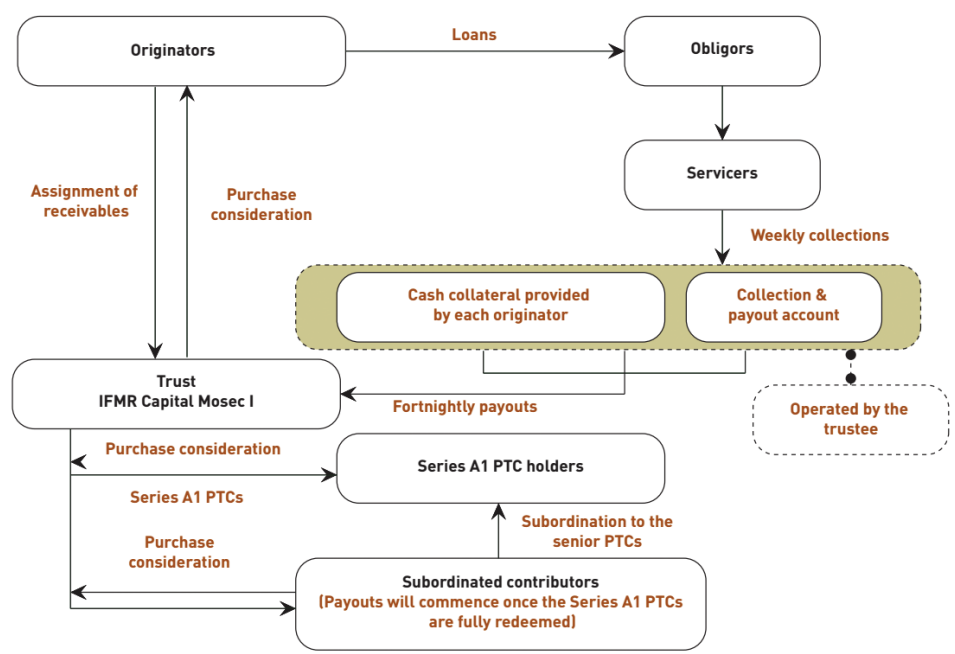 Originators
Loans
Obligors
Servicers
Assignment of
receivables
Purchase
consideration
Weekly collections
Cash collateral provided
by each originator
Collection &
payout account
Trust
IFMR Capital Mosec I
Fortnightly payouts
Operated by the
trustee
Purchase consideration
Series A1 PTC holders
Series A1 PTCs
Subordination to the
senior PTCs
Purchase
consideration
Subordinated contributors
(Payouts will commence once the Series A1 PTCs
are fully redeemed)